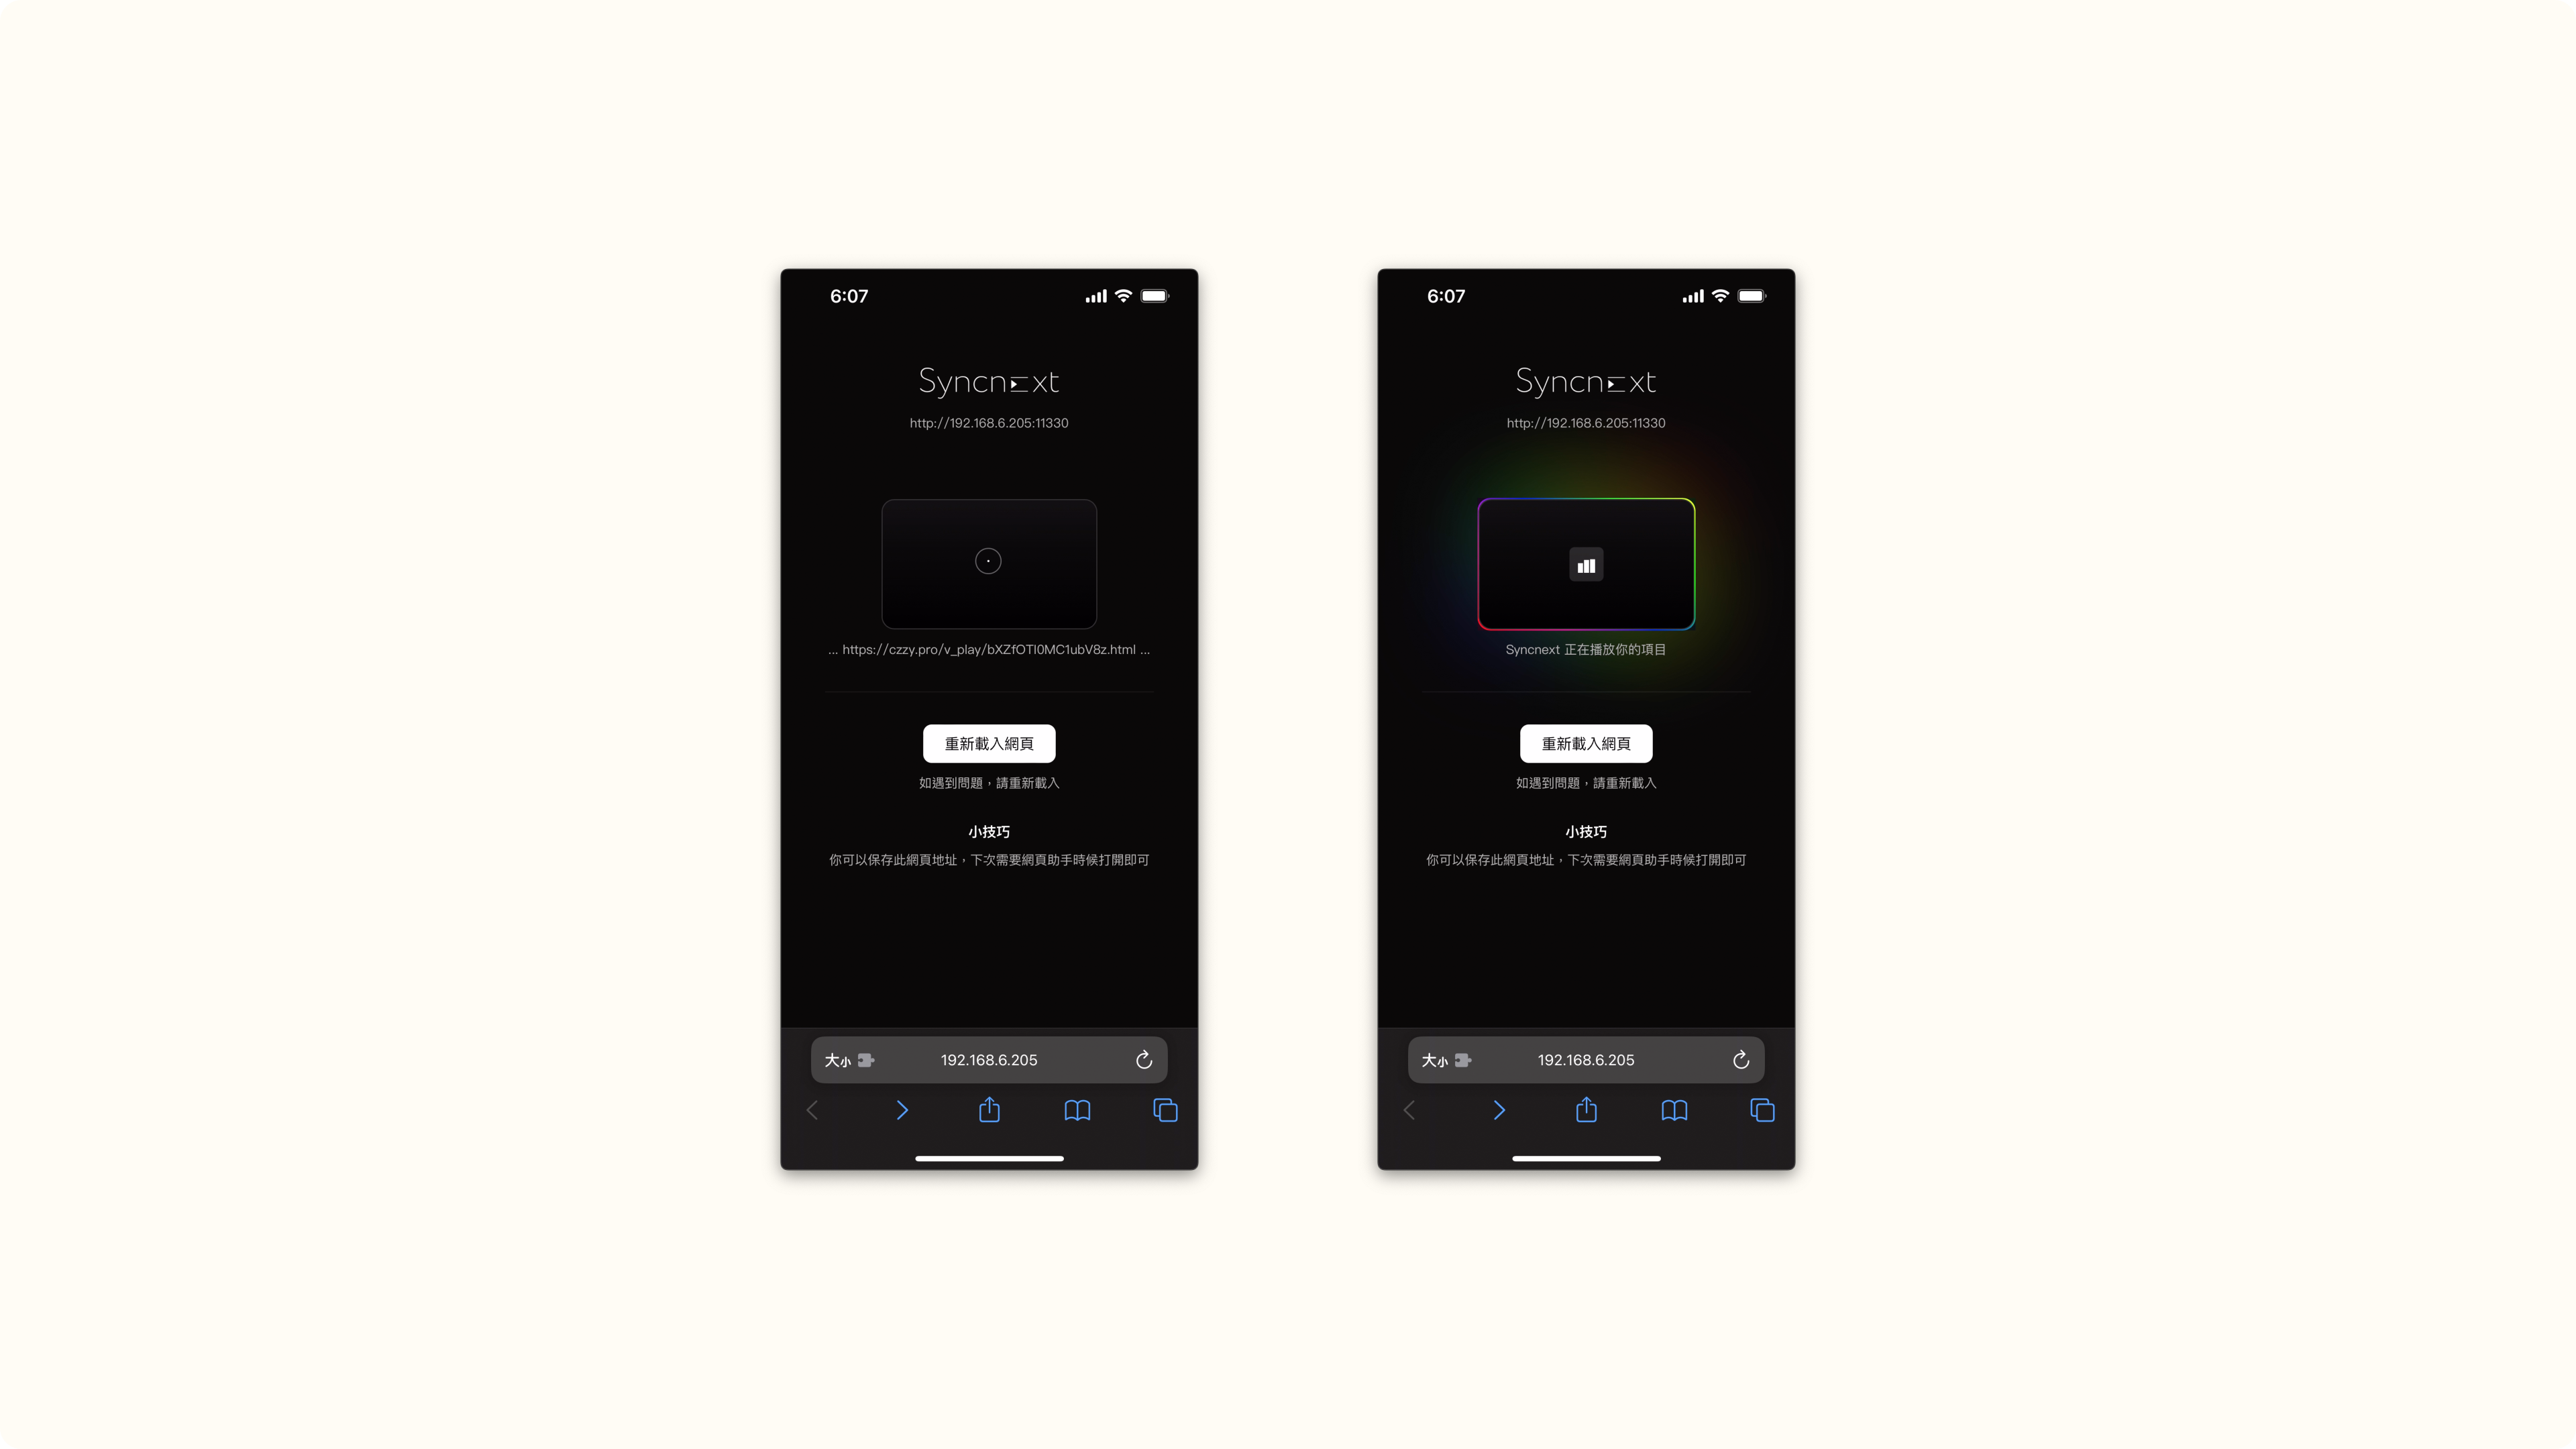 6:07
Syncnext
http://192.168.6.205:11330
... https://czzy.pro/v_play/bXZfOTI0MC1ubV8z.html ...
重新載入網頁
如遇到問題，請重新載入
小技巧
你可以保存此網頁地址，下次需要網頁助手時候打開即可
大小 192.168.6.205
6:07
Syncnext
http://192.168.6.205:11330
Syncnext 正在播放你的項目
重新載入網頁
如遇到問題，請重新載入
小技巧
你可以保存此網頁地址，下次需要網頁助手時候打開即可
大小 192.168.6.205